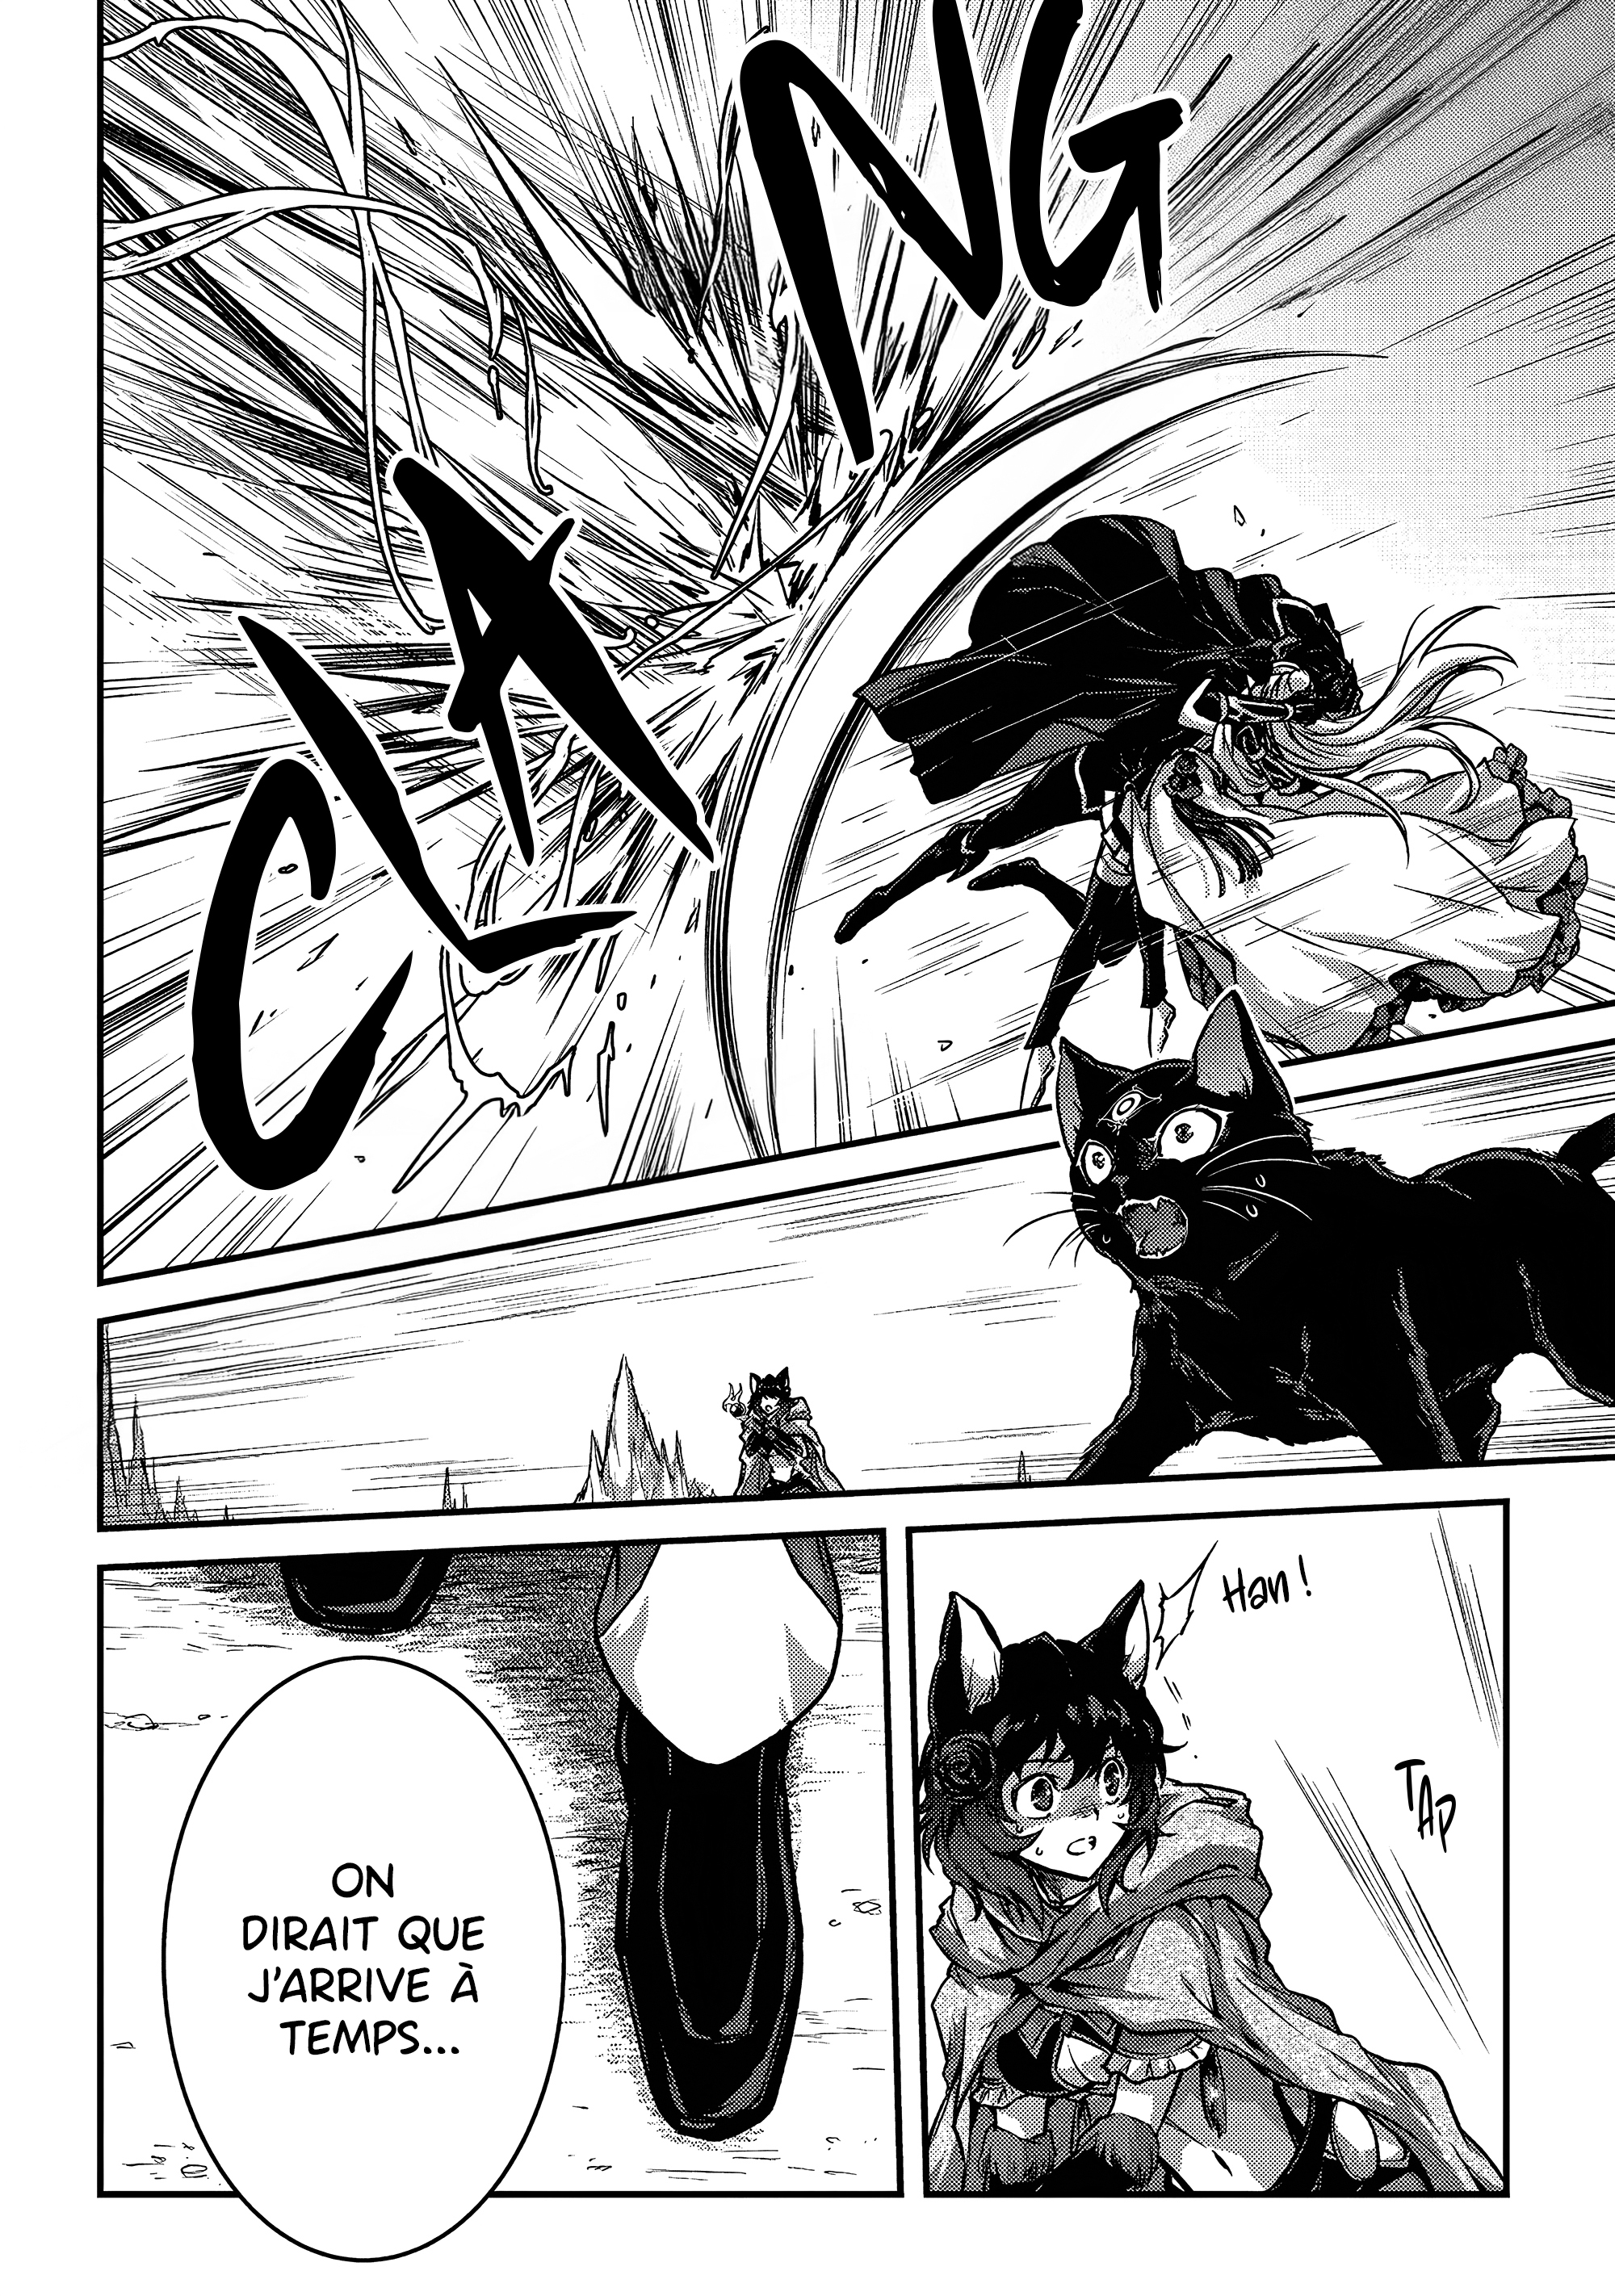 CLANG
Han !
TAP
ON
DIRAIT QUE
J'ARRIVE À
TEMPS...